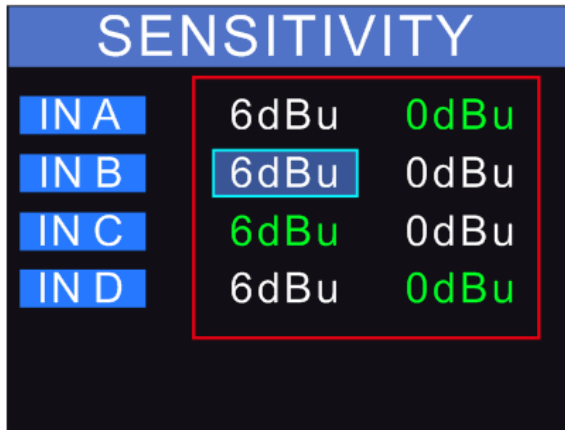 SENSITIVITY
IN A 6dBu 0dBu
IN B 6dBu 0dBu
IN C 6dBu 0dBu
IN D 6dBu 0dBu